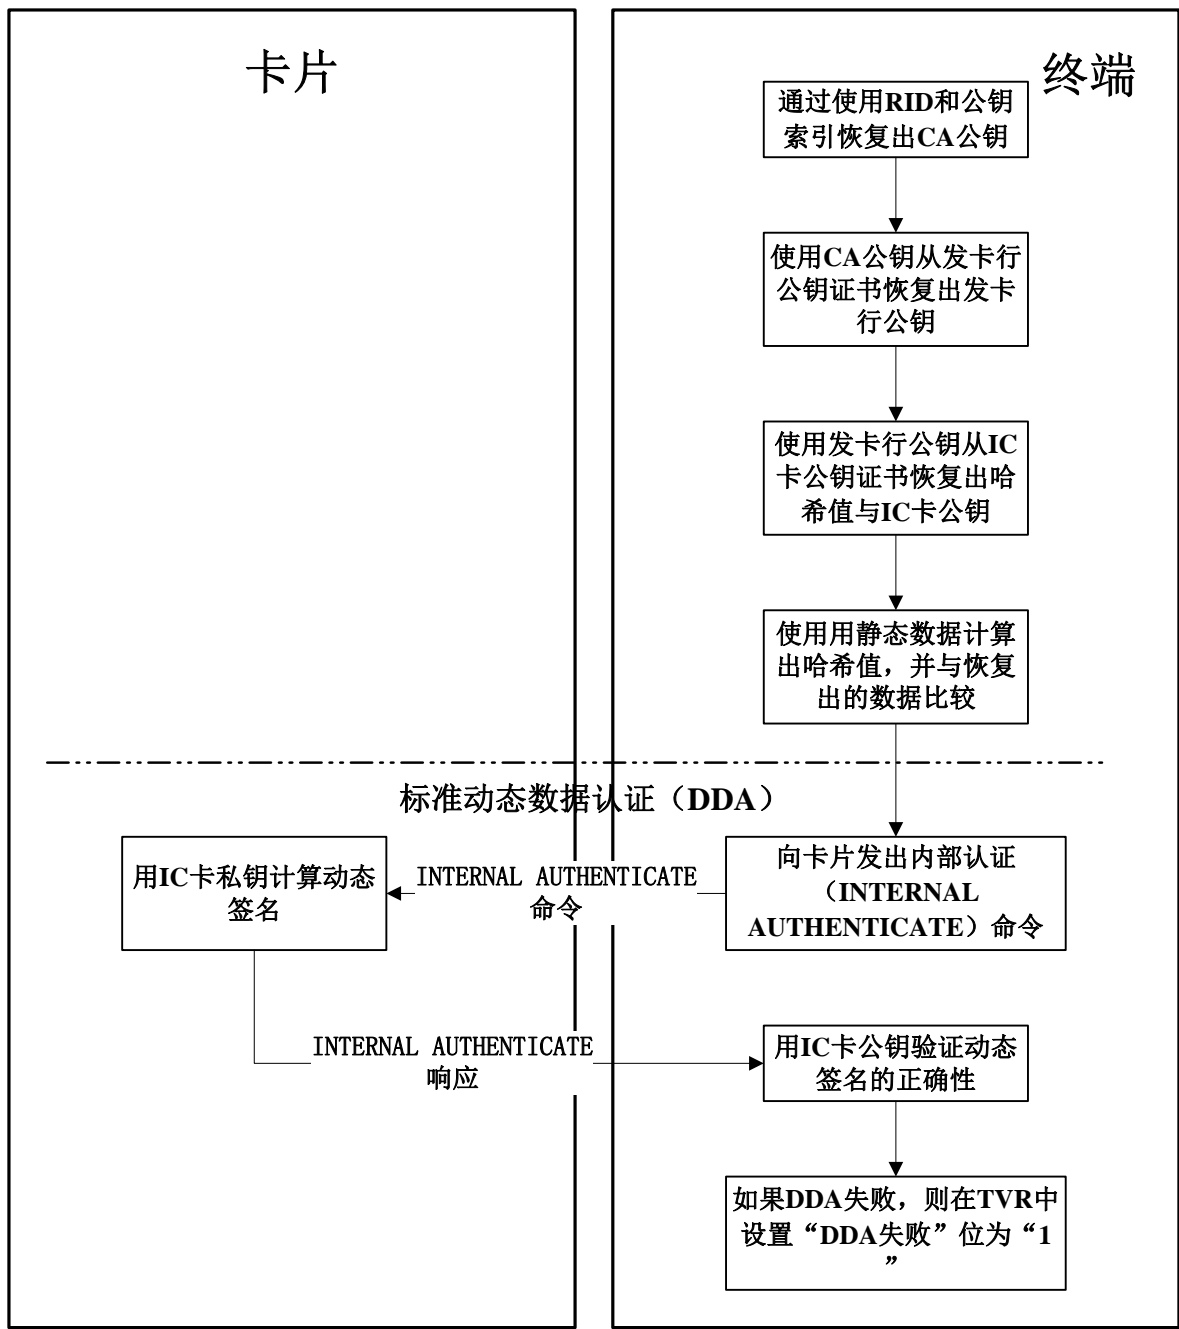 卡片
终端
通过使用RID和公钥
索引恢复出CA公钥
使用CA公钥从发卡行
公钥证书恢复出发卡
行公钥
使用发卡行公钥从IC
卡公钥证书恢复出哈
希值与IC卡公钥
使用用静态数据计算
出哈希值，并与恢复
出的数据比较
标准动态数据认证（DDA）
向卡片发出内部认证
（INTERNAL
AUTHENTICATE）命令
INTERNAL AUTHENTICATE
命令
用IC卡私钥计算动态
签名
INTERNAL AUTHENTICATE
响应
用IC卡公钥验证动态
签名的正确性
如果DDA失败，则在TVR中
设置“DDA失败”位为“1
”